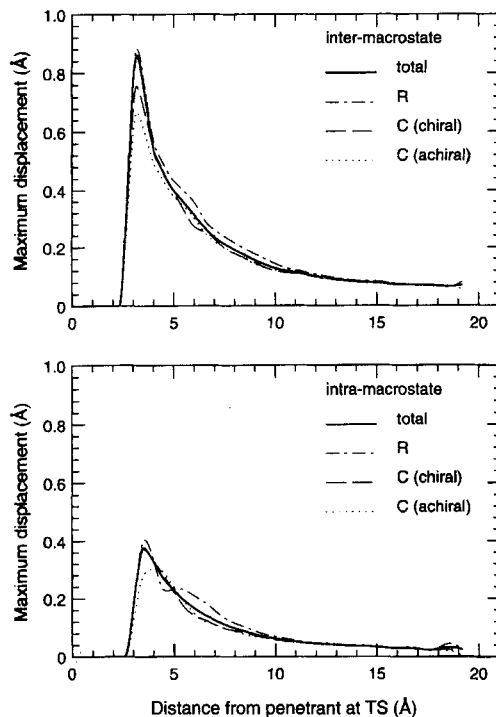 Maximum displacement (Å)
1.0
0.8
0.6
0.4
0.2
0
inter-macrostate
total
R
C (chiral)
C (achiral)
0 5 10 15 20
Maximum displacement (Å)
1.0
0.8
0.6
0.4
0.2
0
intra-macrostate
total
R
C (chiral)
C (achiral)
0 5 10 15 20
Distance from penetrant at TS (Å)